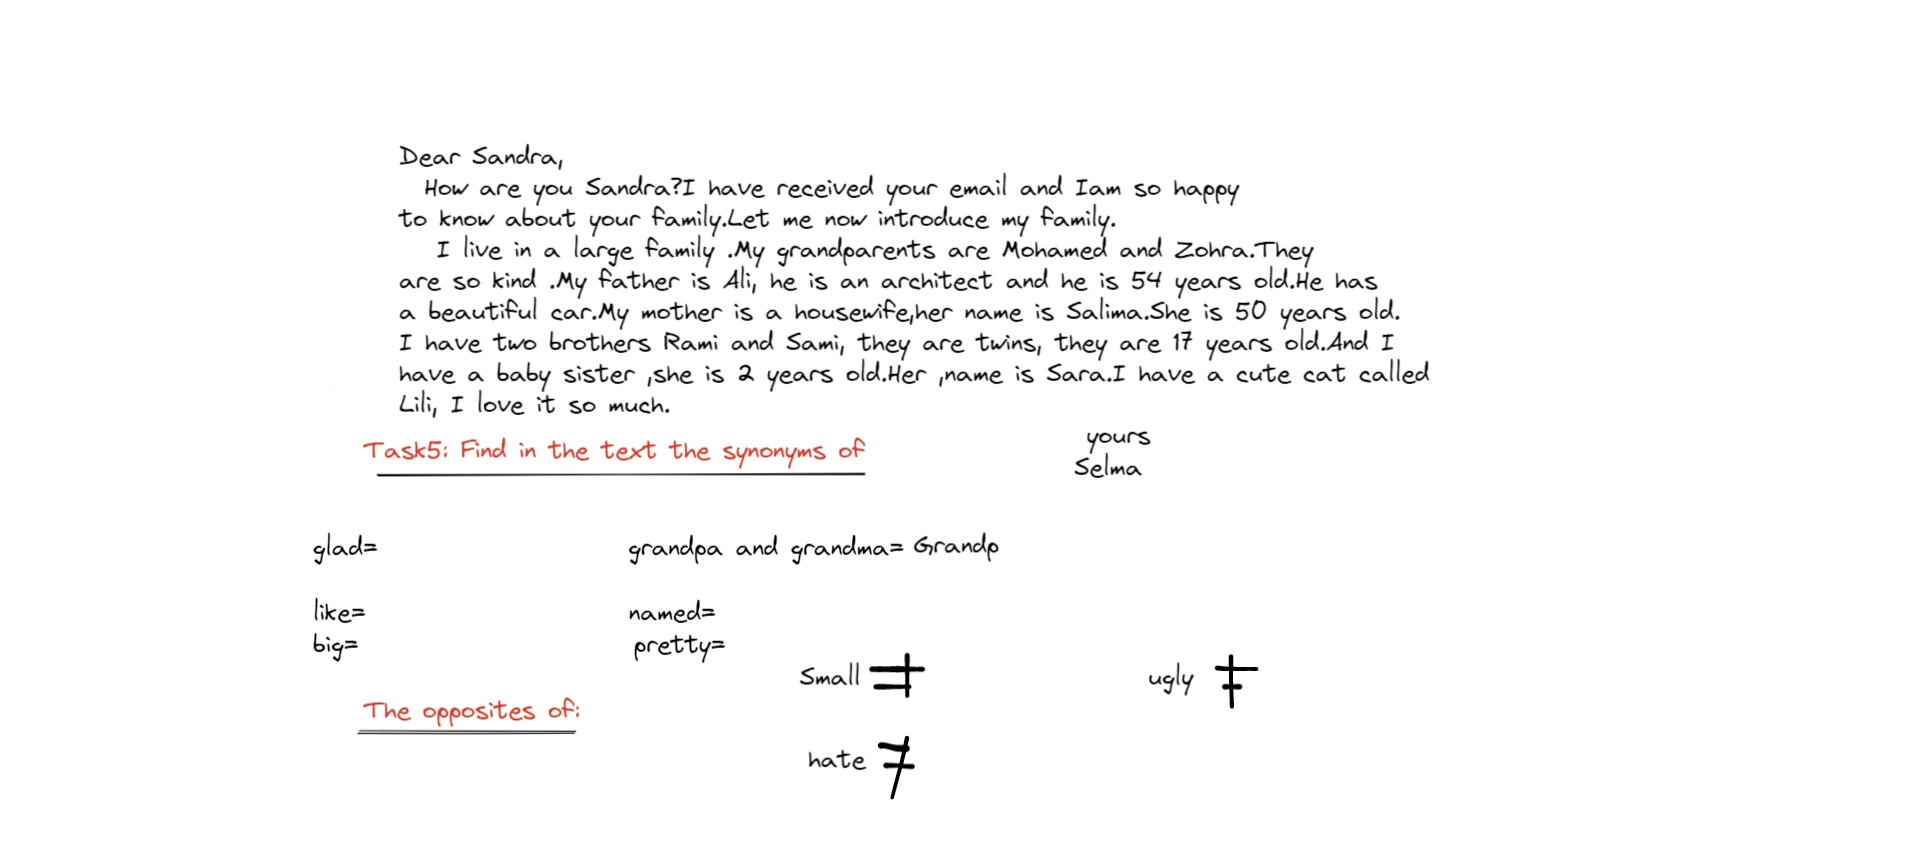 Dear Sandra,
How are you Sandra?I have received your email and Iam so happy
to know about your family.Let me now introduce my family.
I live in a large family .My grandparents are Mohamed and Zohra.They
are so kind .My father is Ali, he is an architect and he is 54 years old.He has
a beautiful car.My mother is a housewife,her name is Salima.She is 50 years old.
I have two brothers Rami and Sami, they are twins, they are 17 years old.And I
have a baby sister ,she is 2 years old.Her ,name is Sara.I have a cute cat called
Lili, I love it so much.
yours
Selma
Task5: Find in the text the synonyms of
glad=
grandpa and grandma= Grandp
like=
named=
big=
pretty=
The opposites of:
Small ≠
ugly ≠
hate ≠